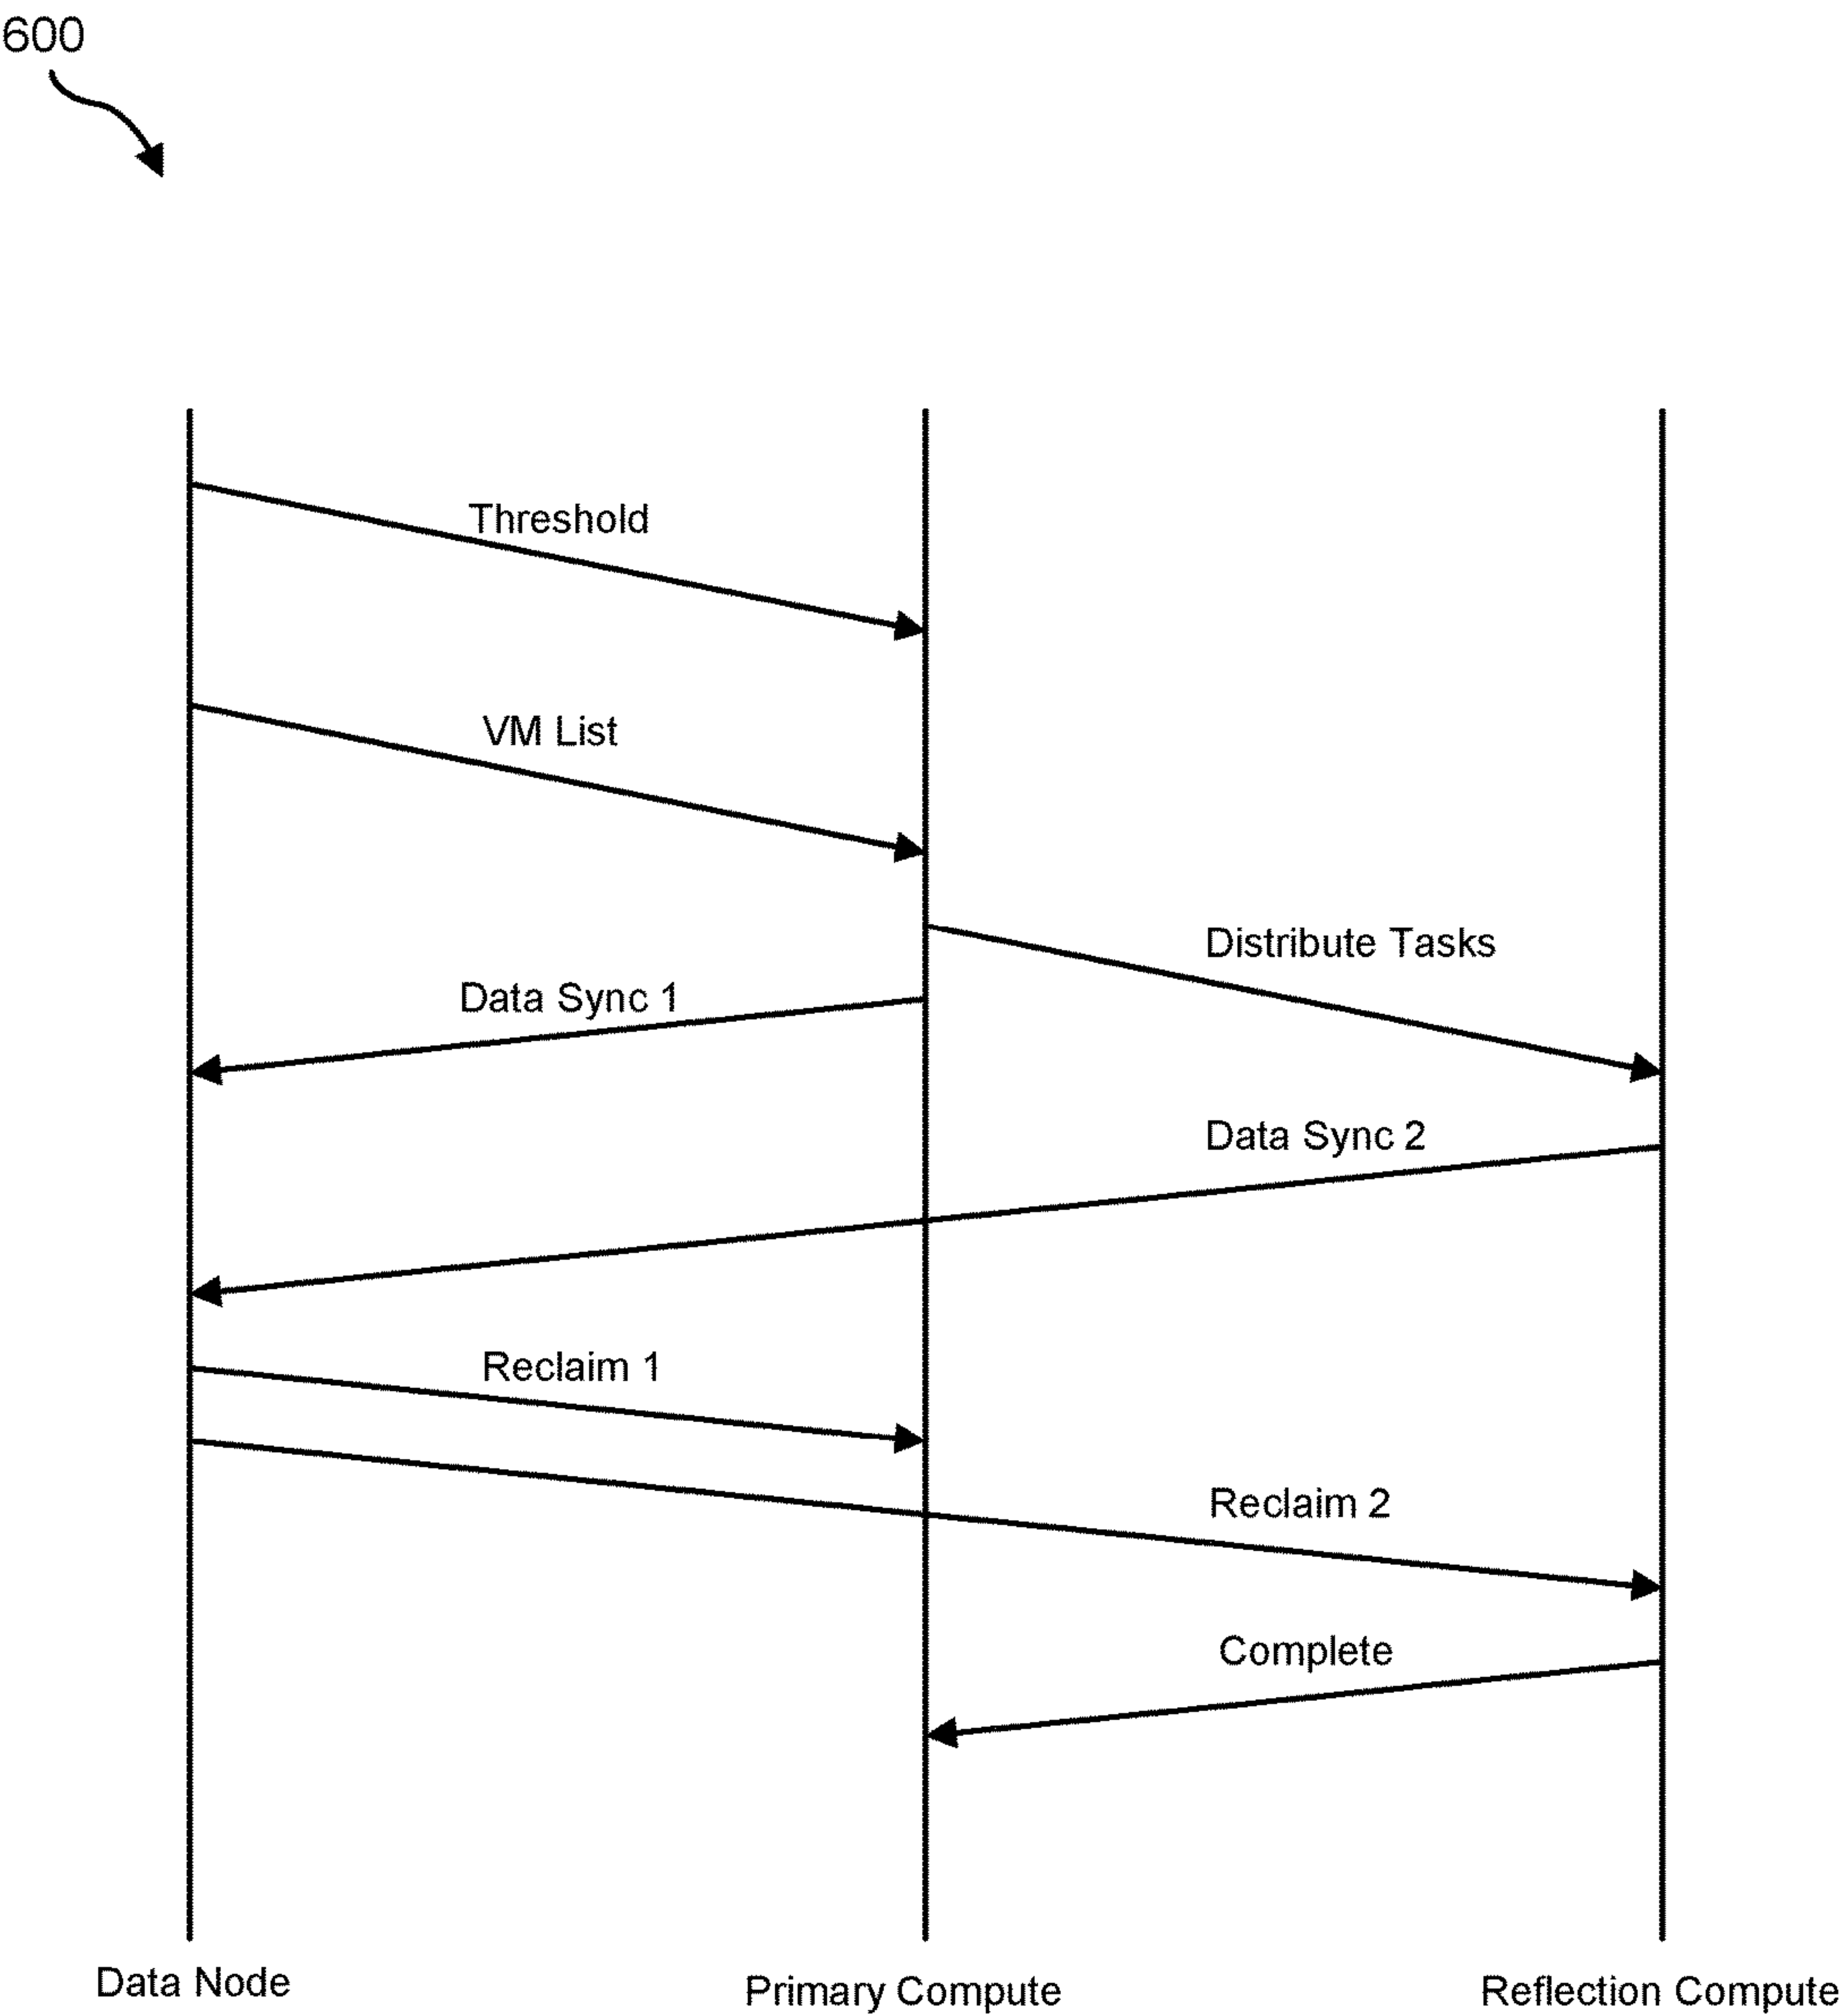 600
Threshold
VM List
Distribute Tasks
Data Sync 1
Data Sync 2
Reclaim 1
Reclaim 2
Complete
Data Node
Primary Compute
Reflection Compute